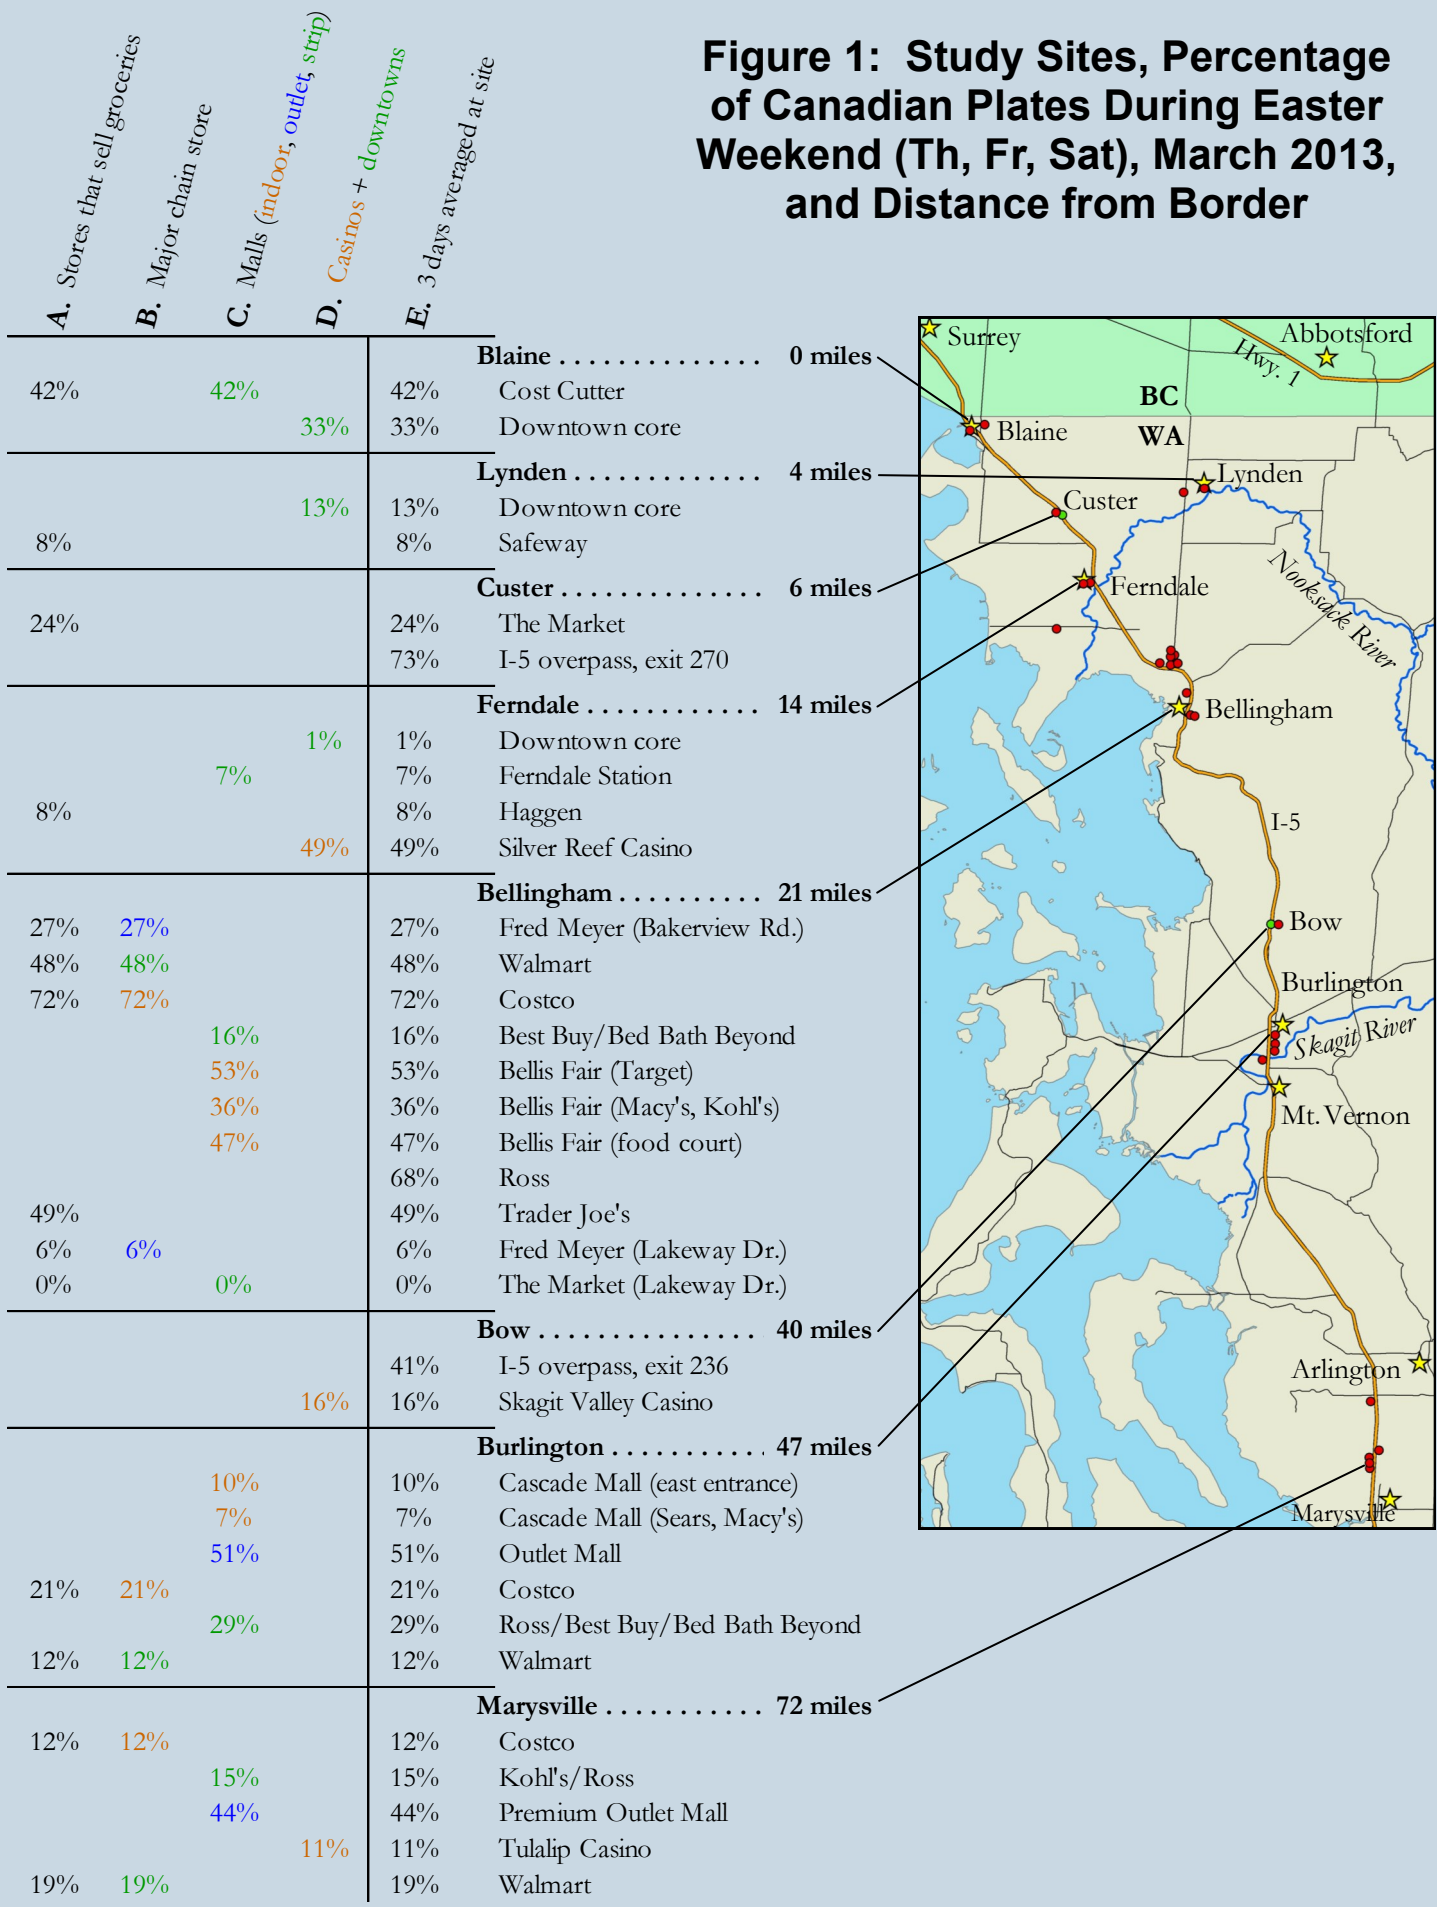 Figure 1: Study Sites, Percentage
of Canadian Plates During Easter
Weekend (Th, Fr, Sat), March 2013,
and Distance from Border
A. Stores that sell groceries
B. Major chain store
C. Malls (indoor, outlet, strip)
D. Casinos + downtowns
E. 3 days averaged at site
Blaine . . . . . . . . . . . . . . 0 miles
42% 42% 42% Cost Cutter
33% 33% Downtown core
Lynden . . . . . . . . . . . . . 4 miles
13% 13% Downtown core
8% 8% Safeway
Custer . . . . . . . . . . . . . . 6 miles
24% 24% The Market
73% I-5 overpass, exit 270
Ferndale . . . . . . . . . . . . 14 miles
1% 1% Downtown core
7% 7% Ferndale Station
8% 8% Haggen
49% 49% Silver Reef Casino
Bellingham . . . . . . . . . . 21 miles
27% 27% 27% Fred Meyer (Bakerview Rd.)
48% 48% 48% Walmart
72% 72% 72% Costco
16% 16% Best Buy/Bed Bath Beyond
53% 53% Bellis Fair (Target)
36% 36% Bellis Fair (Macy's, Kohl's)
47% 47% Bellis Fair (food court)
68% Ross
49% 49% Trader Joe's
6% 6% 6% Fred Meyer (Lakeway Dr.)
0% 0% 0% The Market (Lakeway Dr.)
Bow . . . . . . . . . . . . . . . 40 miles
41% I-5 overpass, exit 236
16% 16% Skagit Valley Casino
Burlington . . . . . . . . . . . 47 miles
10% 10% Cascade Mall (east entrance)
7% 7% Cascade Mall (Sears, Macy's)
51% 51% Outlet Mall
21% 21% 21% Costco
29% 29% Ross/Best Buy/Bed Bath Beyond
12% 12% 12% Walmart
Marysville . . . . . . . . . . . 72 miles
12% 12% 12% Costco
15% 15% Kohl's/Ross
44% 44% Premium Outlet Mall
11% 11% Tulalip Casino
19% 19% 19% Walmart
Surrey
Abbotsford
Hwy. 1
BC
WA
Blaine
Lynden
Custer
Ferndale
Nooksack River
Bellingham
I-5
Bow
Burlington
Skagit River
Mt. Vernon
Arlington
Marysville